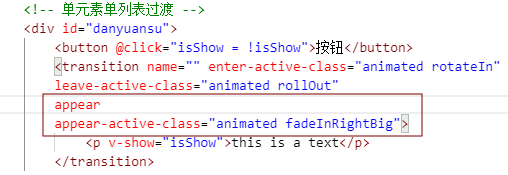 <!-- 单元素单列表过渡 -->
<div id="danyuansu">
<button @click="isShow = !isShow">按钮</button>
<transition name="" enter-active-class="animated rotateIn"
leave-active-class="animated rollOut"
appear
appear-active-class="animated fadeInRightBig">
<p v-show="isShow">this is a text</p>
</transition>